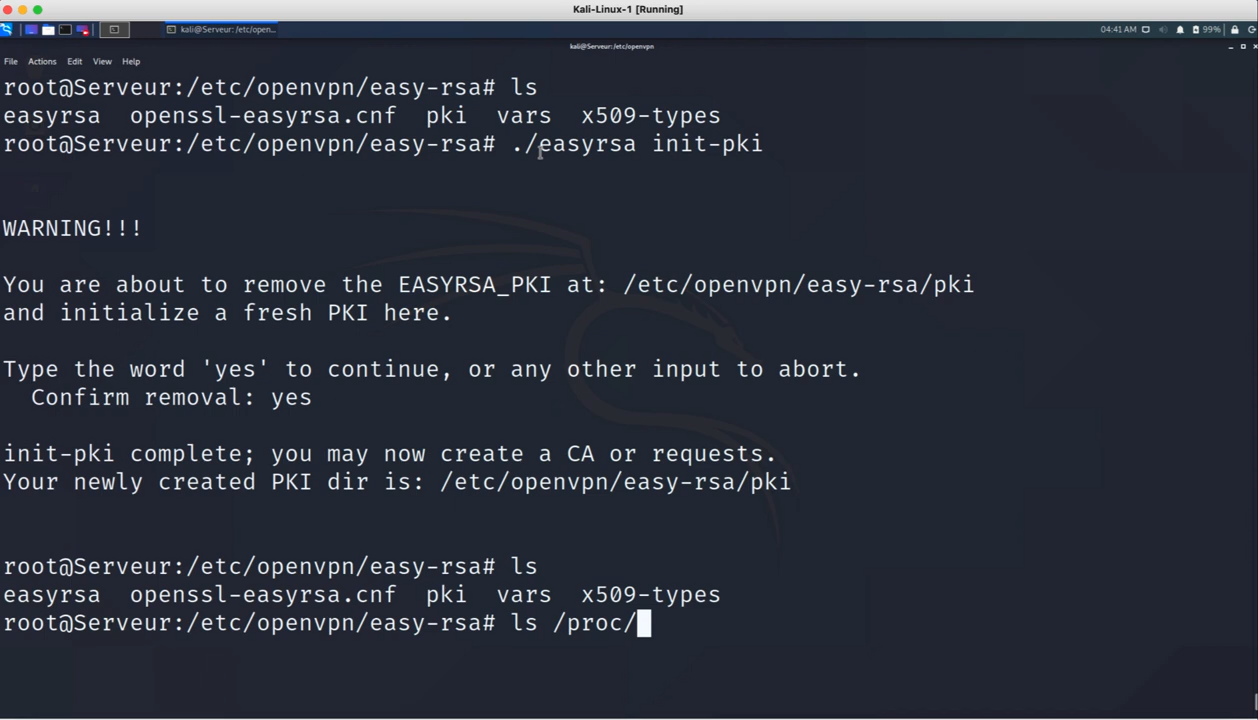 Kali-Linux-1 [Running]
kali@Serveur: /etc/open...
04:41 AM
99%
kali@Serveur:/etc/openvpn
File Actions Edit View Help
root@Serveur:/etc/openvpn/easy-rsa# ls
easyrsa openssl-easyrsa.cnf pki vars x509-types
root@Serveur:/etc/openvpn/easy-rsa# ./easyrsa init-pki
WARNING!!!
You are about to remove the EASYRSA_PKI at: /etc/openvpn/easy-rsa/pki
and initialize a fresh PKI here.
Type the word 'yes' to continue, or any other input to abort.
Confirm removal: yes
init-pki complete; you may now create a CA or requests.
Your newly created PKI dir is: /etc/openvpn/easy-rsa/pki
root@Serveur:/etc/openvpn/easy-rsa# ls
easyrsa openssl-easyrsa.cnf pki vars x509-types
root@Serveur:/etc/openvpn/easy-rsa# ls /proc/